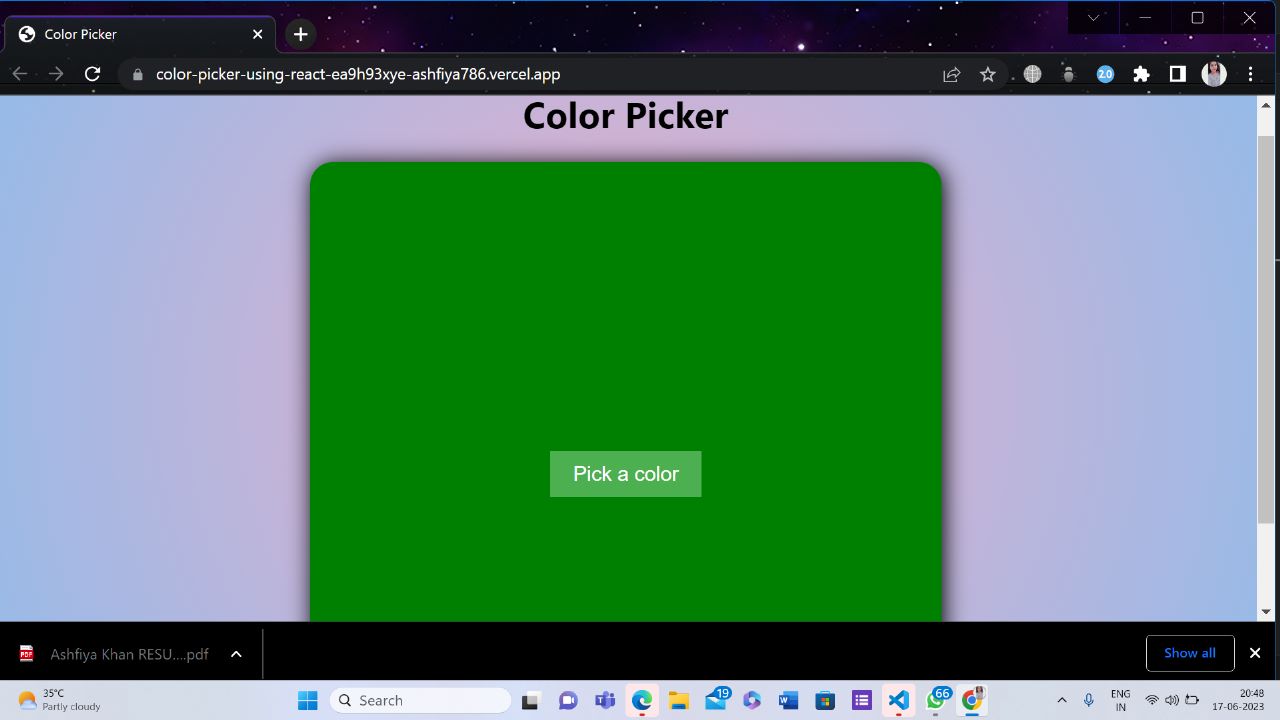 Color Picker
color-picker-using-react-ea9h93xye-ashfiya786.vercel.app
2.0
Color Picker
Pick a color
PDF
Ashfiya Khan RESU....pdf
Show all
35°C
Partly cloudy
Search
19
66
ENG
IN
20:48
17-06-2023